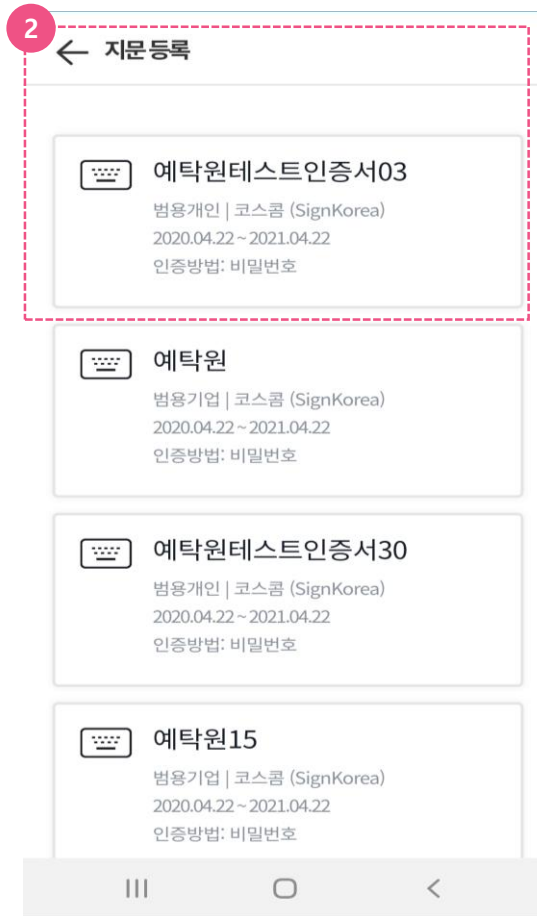 2
지문 등록
예탁원테스트인증서03
범용개인 | 코스콤 (SignKorea)
2020.04.22 ~ 2021.04.22
인증방법: 비밀번호
예탁원
범용기업 | 코스콤 (SignKorea)
2020.04.22 ~ 2021.04.22
인증방법: 비밀번호
예탁원테스트인증서30
범용개인 | 코스콤 (SignKorea)
2020.04.22 ~ 2021.04.22
인증방법: 비밀번호
예탁원15
범용기업 | 코스콤 (SignKorea)
2020.04.22 ~ 2021.04.22
인증방법: 비밀번호